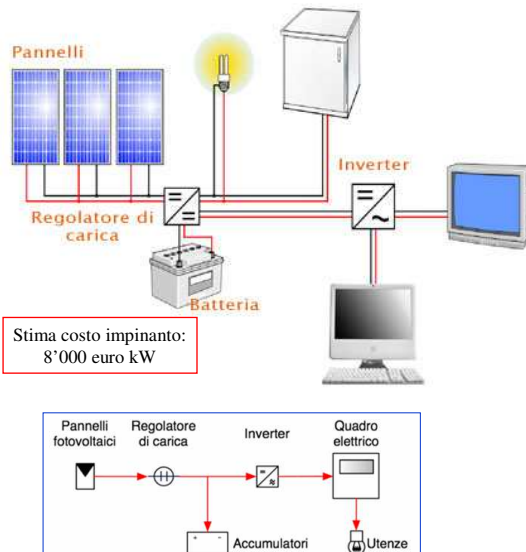 Pannelli
Inverter
Regolatore di
carica
Batteria
Stima costo impinanto:
8’000 euro kW
Pannelli
fotovoltaici
Regolatore
di carica
Inverter
Quadro
elettrico
Accumulatori
Utenze